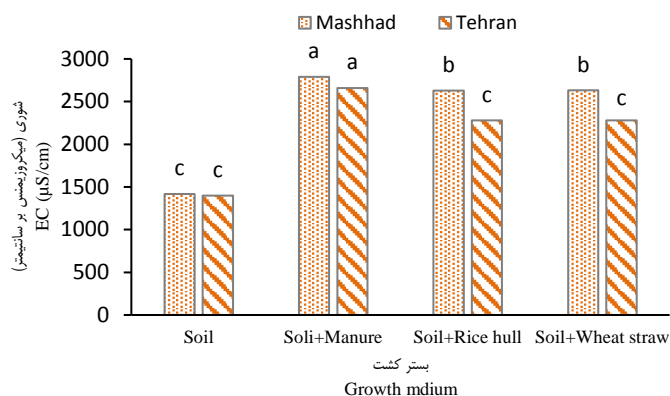 Mashhad Tehran
شوری (میکروزیمنس بر سانتیمتر)
EC (µS/cm)
3000
2500
2000
1500
1000
500
0
c c
a a
b c
b c
Soil Soli+Manure Soil+Rice hull Soil+Wheat straw
بستر کشت
Growth mdium